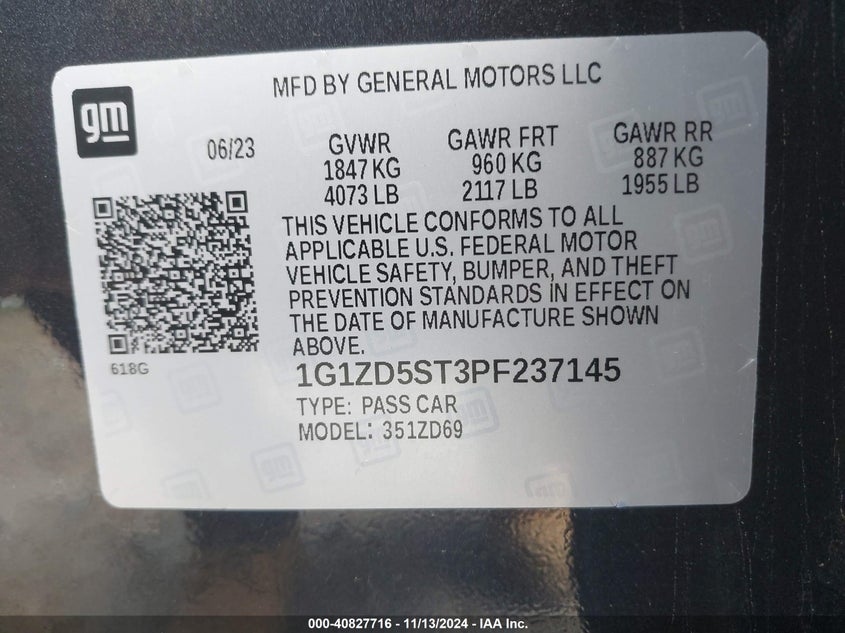 MFD BY GENERAL MOTORS LLC
gm
06/23
GVWR GAWR FRT GAWR RR
1847 KG 960 KG 887 KG
4073 LB 2117 LB 1955 LB
THIS VEHICLE CONFORMS TO ALL
APPLICABLE U.S. FEDERAL MOTOR
VEHICLE SAFETY, BUMPER, AND THEFT
PREVENTION STANDARDS IN EFFECT ON
THE DATE OF MANUFACTURE SHOWN
ABOVE.
618G
1G1ZD5ST3PF237145
TYPE: PASS CAR
MODEL: 351ZD69
000-40827716 - 11/13/2024 - IAA Inc.